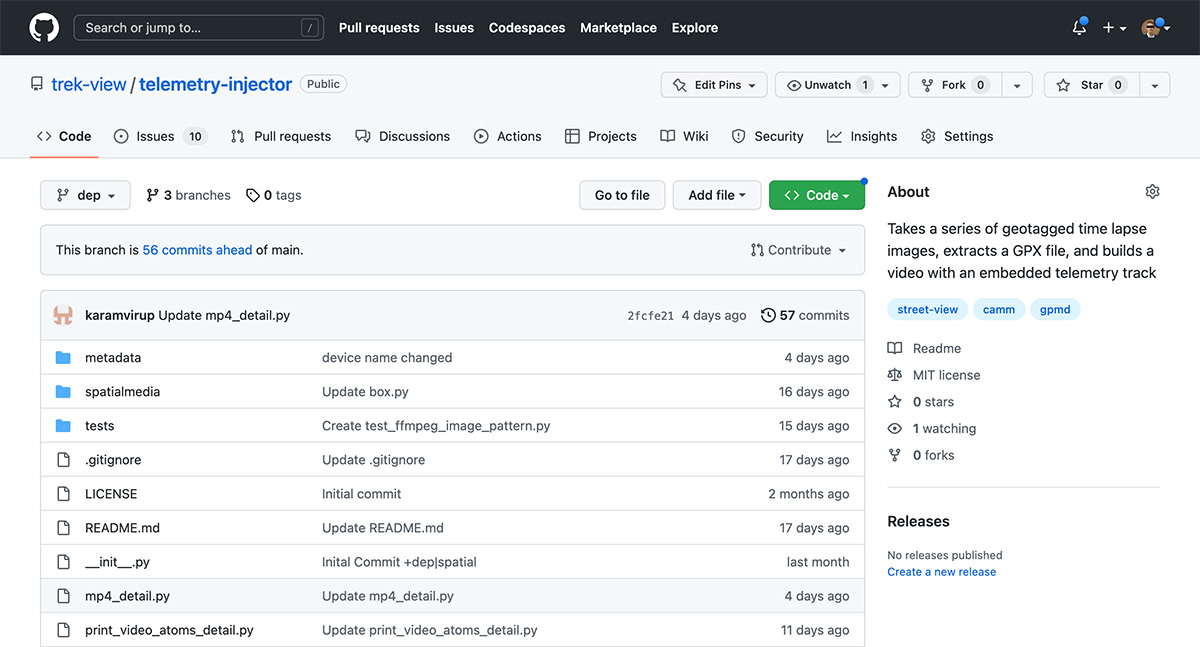 Search or jump to... /
Pull requests Issues Codespaces Marketplace Explore
trek-view / telemetry-injector Public
Edit Pins Unwatch 1 Fork 0 Star 0
Code Issues 10 Pull requests Discussions Actions Projects Wiki Security Insights Settings
dep 3 branches 0 tags Go to file Add file Code
This branch is 56 commits ahead of main. Contribute
karamvirup Update mp4_detail.py 2fcfe21 4 days ago 57 commits
metadata device name changed 4 days ago
spatialmedia Update box.py 16 days ago
tests Create test_ffmpeg_image_pattern.py 15 days ago
.gitignore Update .gitignore 17 days ago
LICENSE Initial commit 2 months ago
README.md Update README.md 17 days ago
__init__.py Inital Commit +dep|spatial last month
mp4_detail.py Update mp4_detail.py 4 days ago
print_video_atoms_detail.py Update print_video_atoms_detail.py 11 days ago
About
Takes a series of geotagged time lapse
images, extracts a GPX file, and builds a
video with an embedded telemetry track
street-view camm gpmd
Readme
MIT license
0 stars
1 watching
0 forks
Releases
No releases published
Create a new release